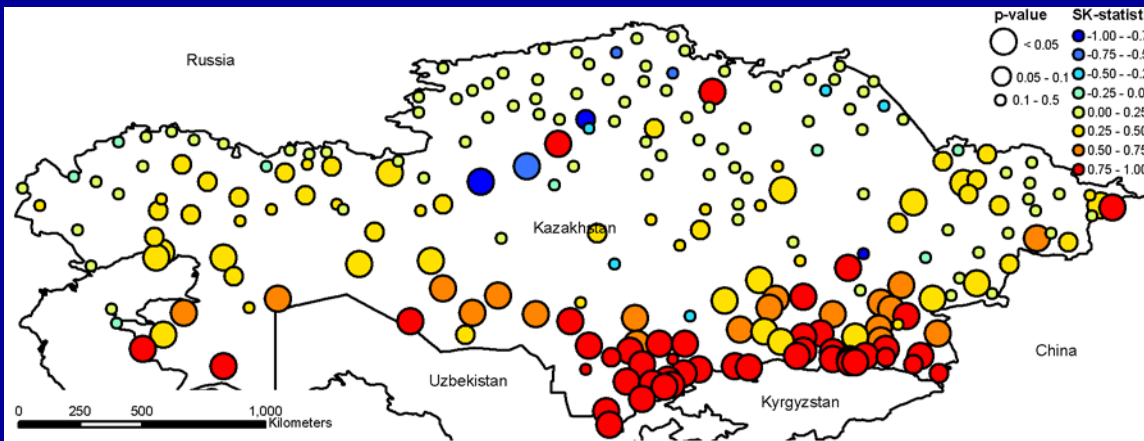 p-value
< 0.05
0.05 - 0.1
0.1 - 0.5
SK-statist
-1.00 - -0.7
-0.75 - -0.5
-0.50 - -0.2
-0.25 - 0.0
0.00 - 0.25
0.25 - 0.50
0.50 - 0.75
0.75 - 1.00
Russia
Kazakhstan
China
Uzbekistan
Kyrgyzstan
0 250 500 1,000
Kilometers